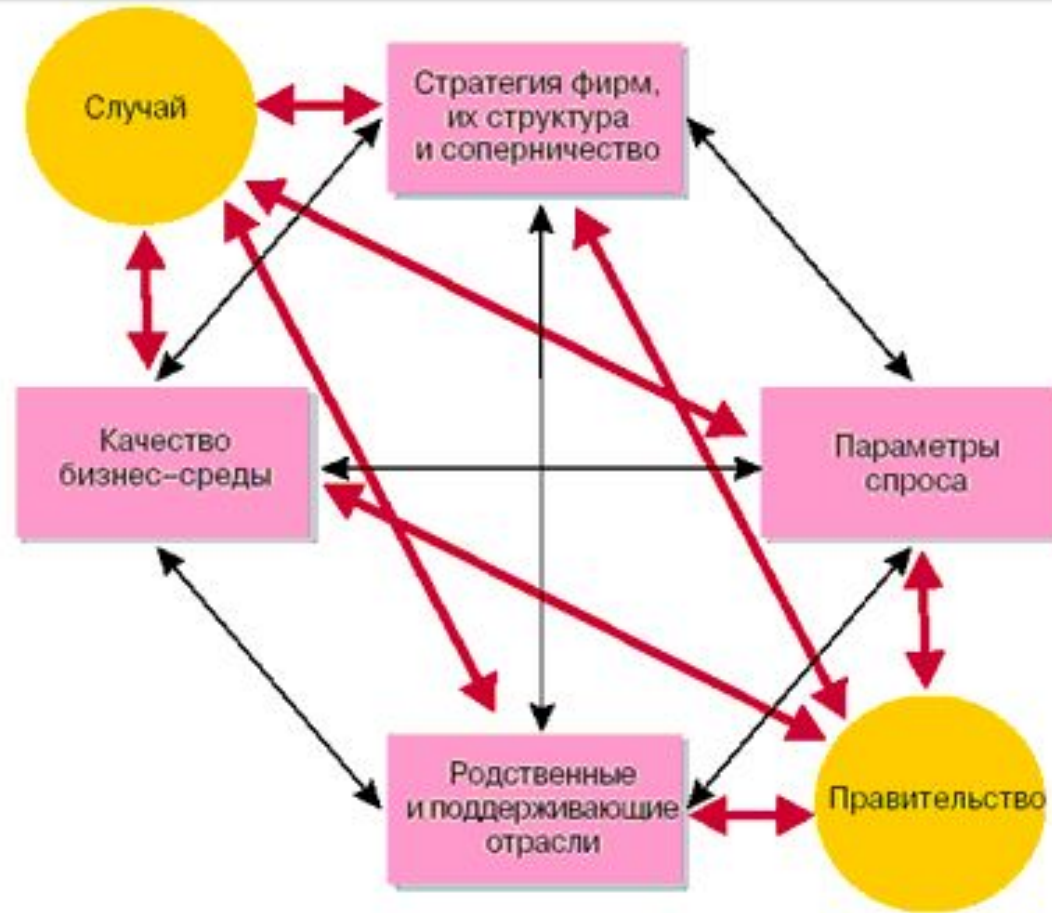 Случай
Стратегия фирм,
их структура
и соперничество
Качество
бизнес–среды
Параметры
спроса
Родственные
и поддерживающие
отрасли
Правительство